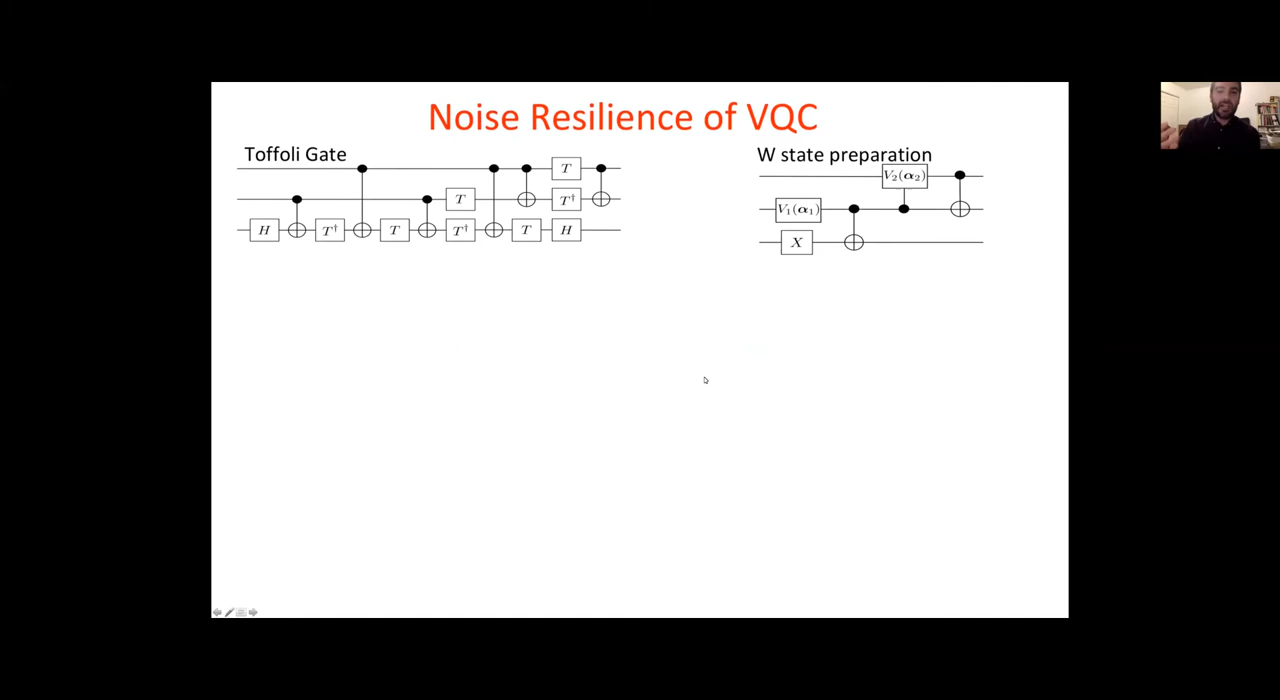 Noise Resilience of VQC
Toffoli Gate
W state preparation
T
V₂(α₂)
T
T†
V₁(α₁)
H
T†
T
T†
T
H
X